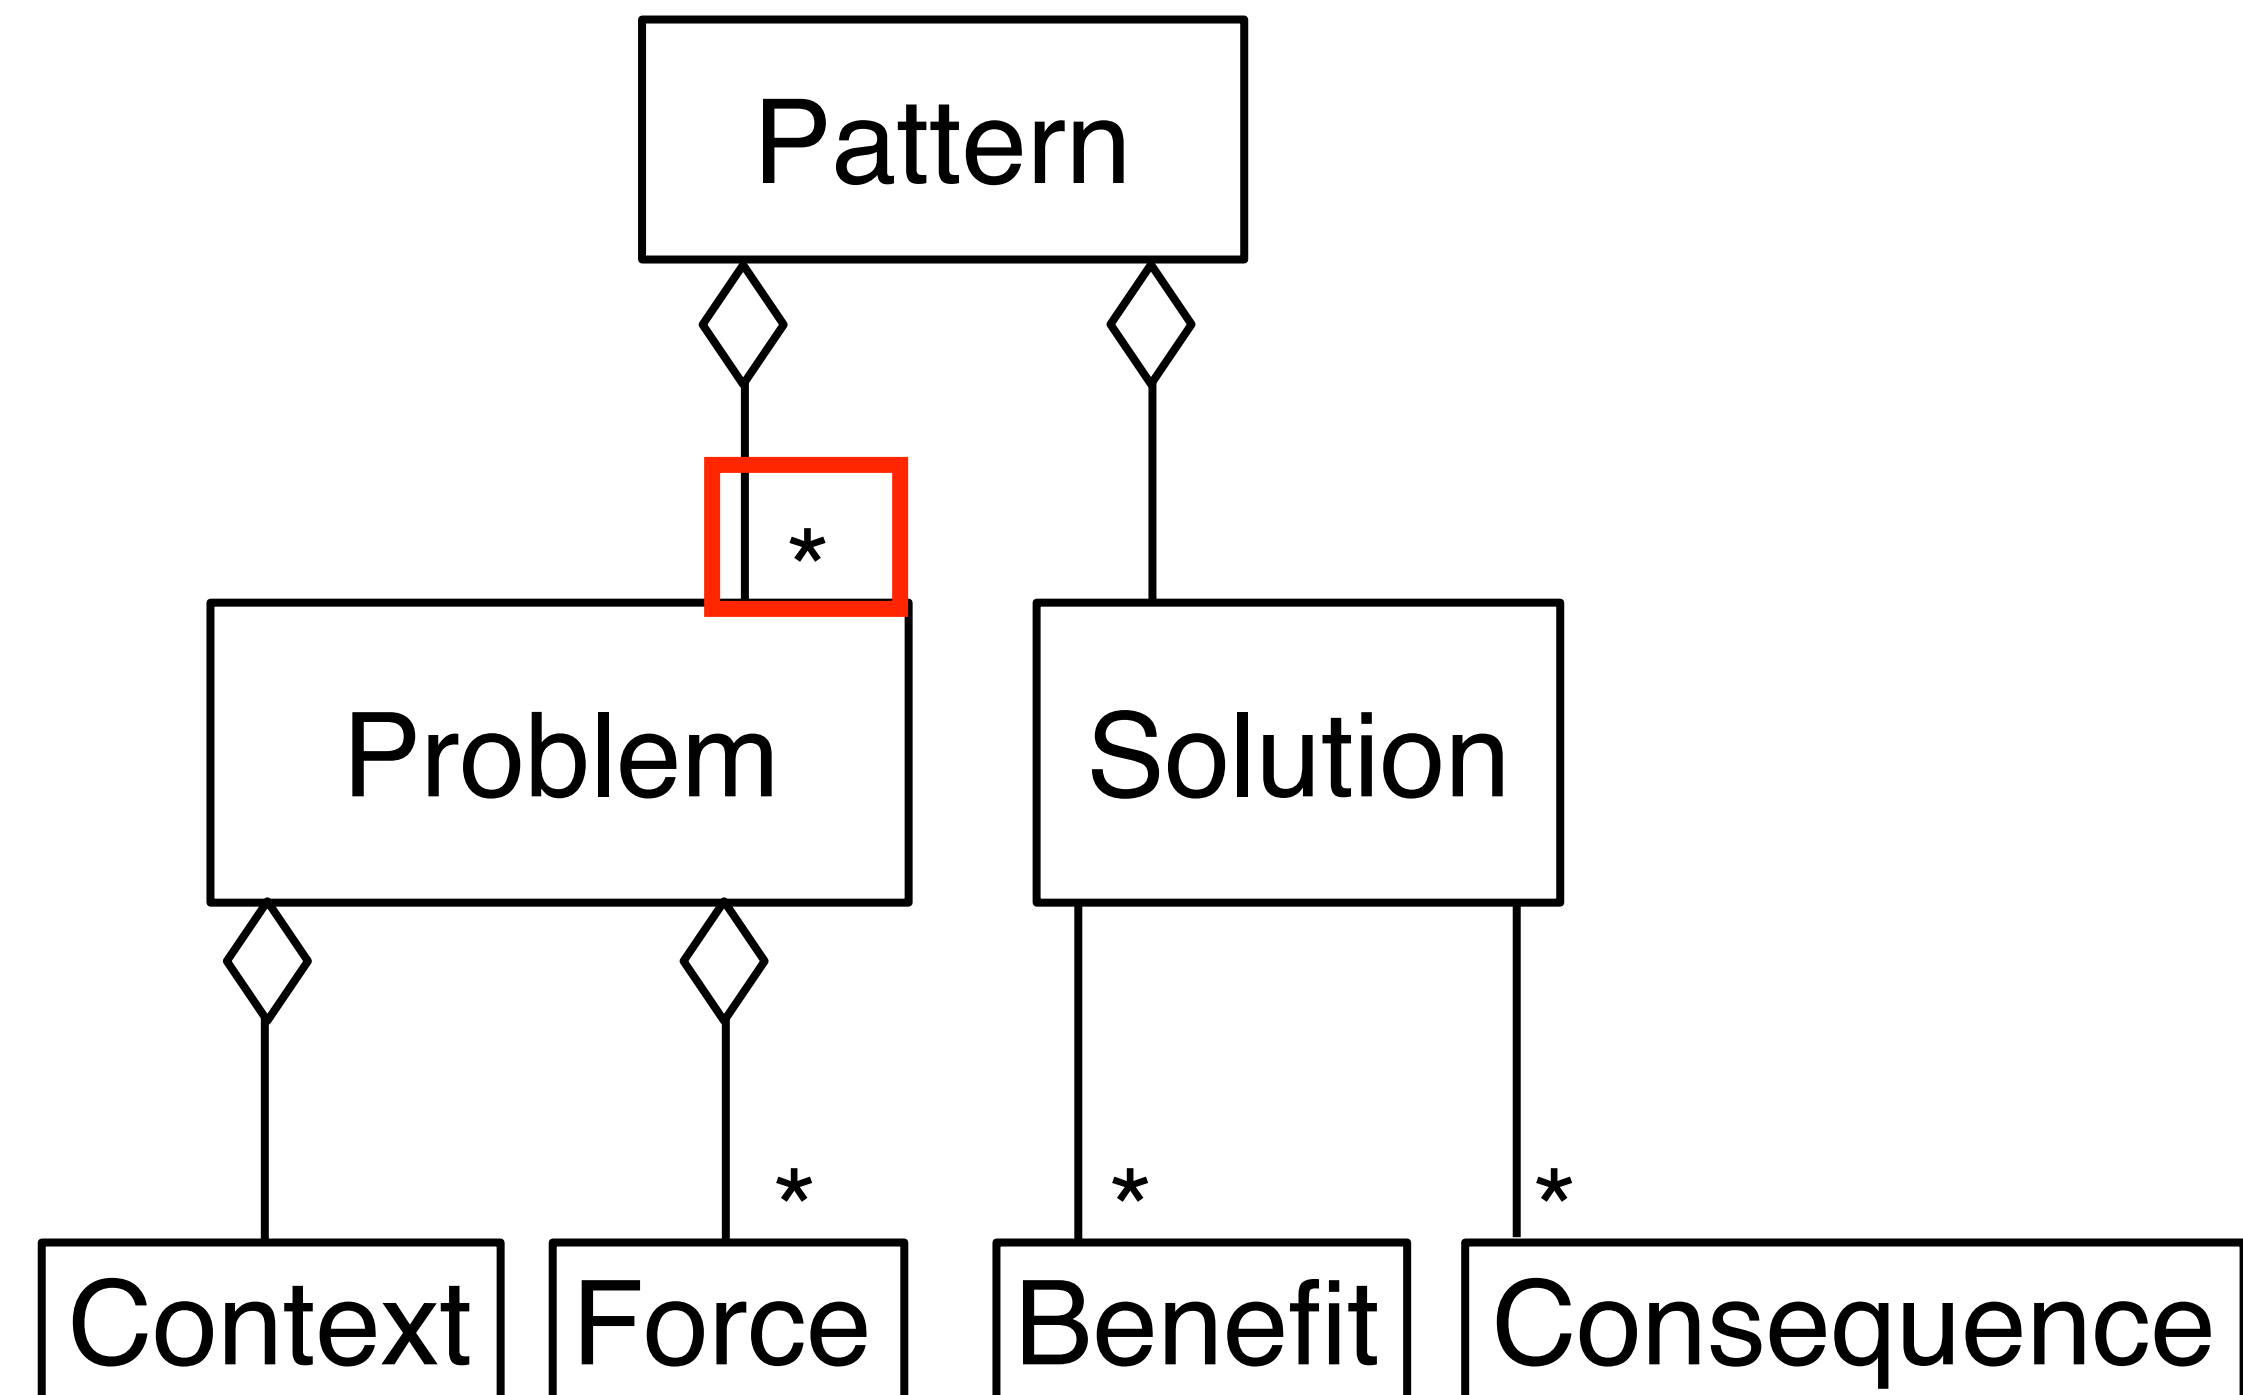 Pattern
*
Problem Solution
* * *
Context Force Benefit Consequence